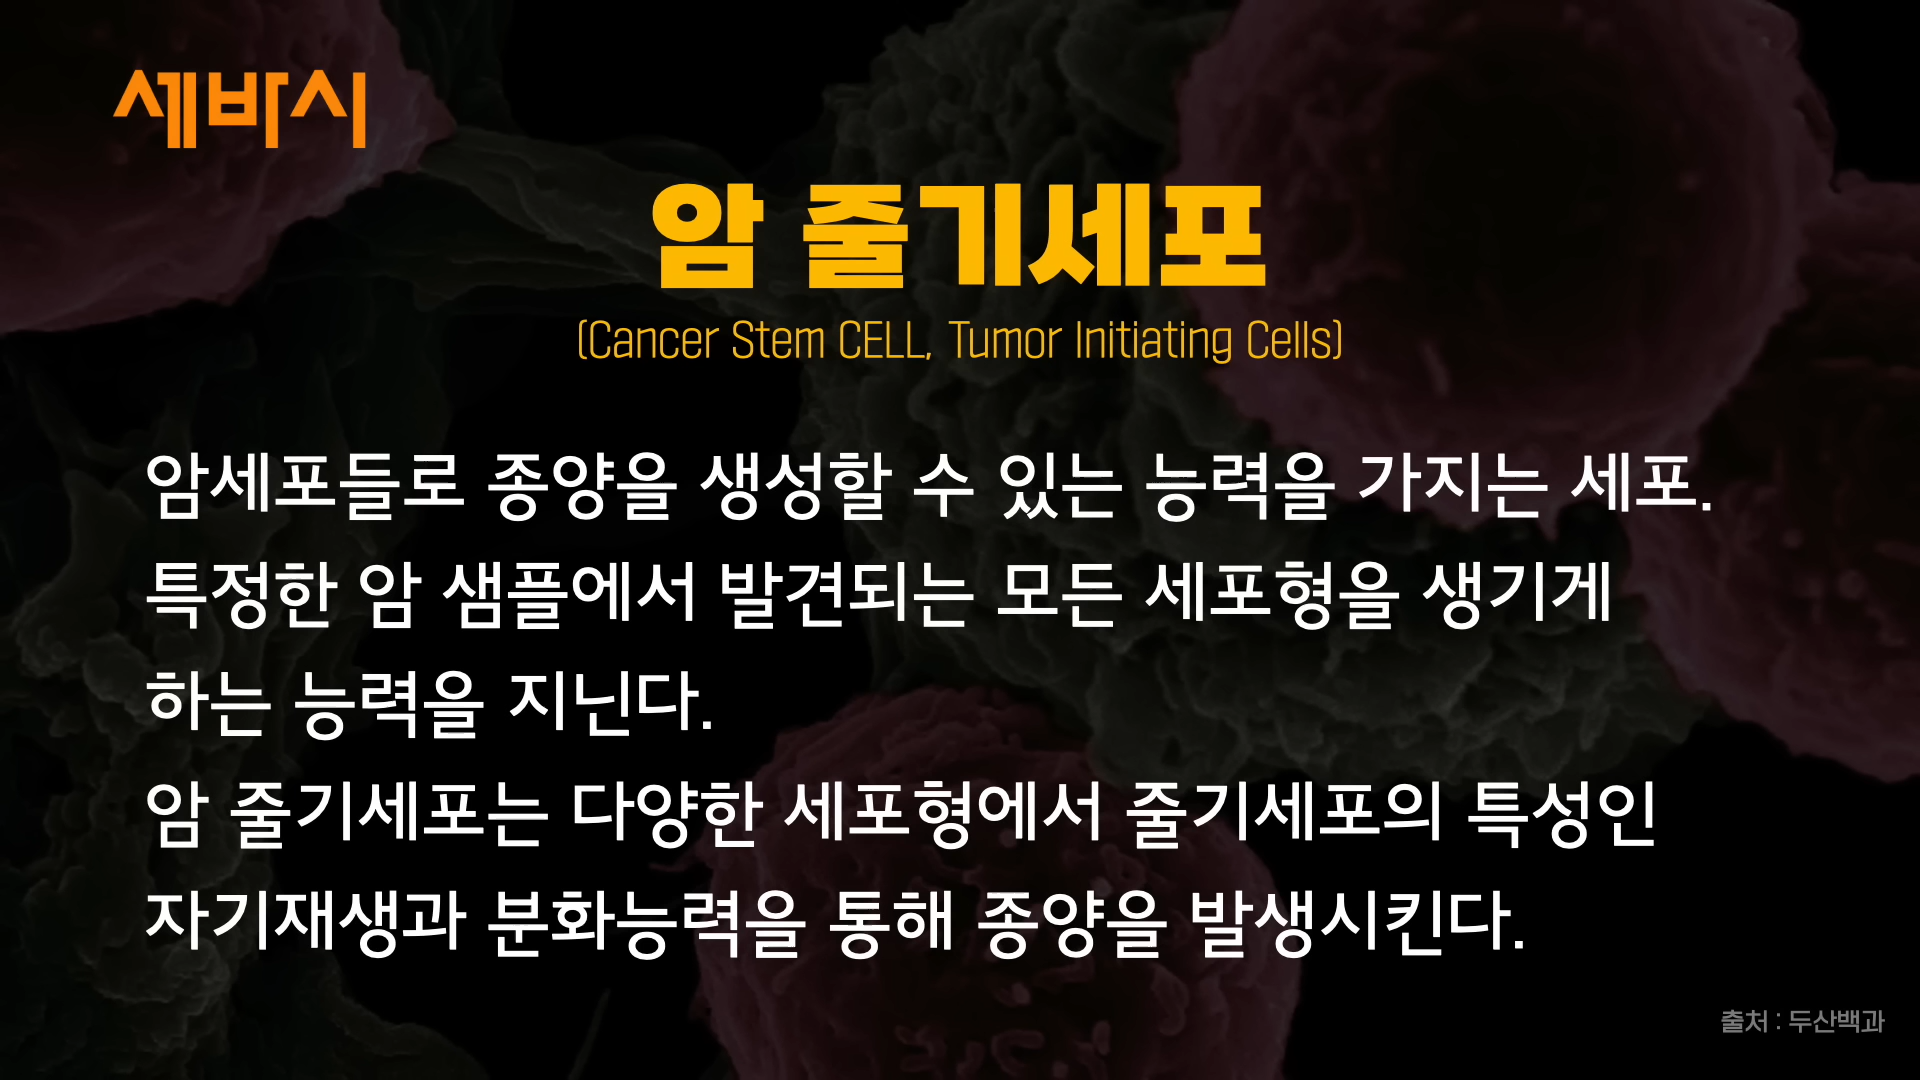 세바시
암 줄기세포
(Cancer Stem CELL, Tumor Initiating Cells)
암세포들로 종양을 생성할 수 있는 능력을 가지는 세포.
특정한 암 샘플에서 발견되는 모든 세포형을 생기게
하는 능력을 지닌다.
암 줄기세포는 다양한 세포형에서 줄기세포의 특성인
자기재생과 분화능력을 통해 종양을 발생시킨다.
출처 : 두산백과